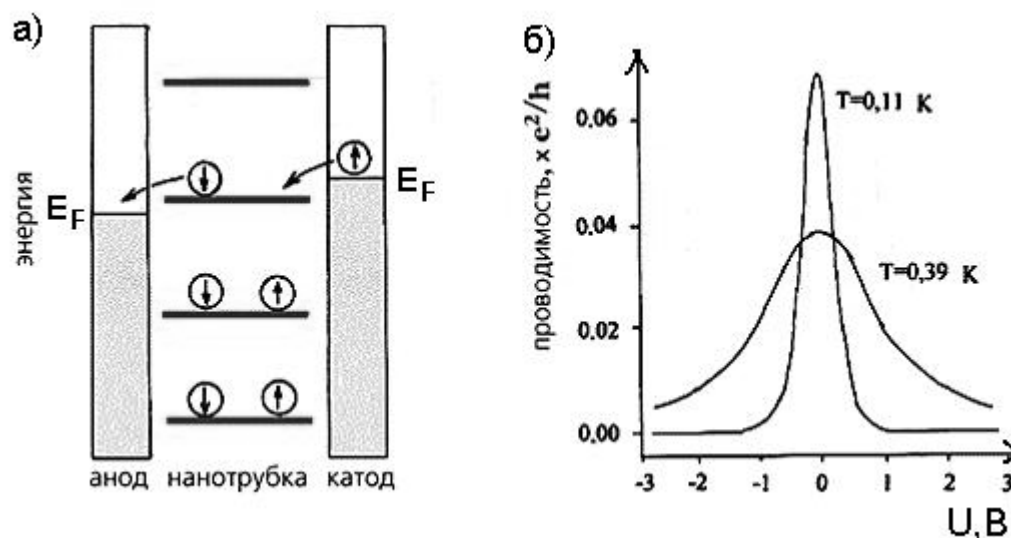 а)
E_F
E_F
энергия
анод нанотрубка катод
б)
проводимость, x e²/h
T=0,11 K
T=0,39 K
0.06
0.04
0.02
0.00
-3 -2 -1 0 1 2 3
U,В